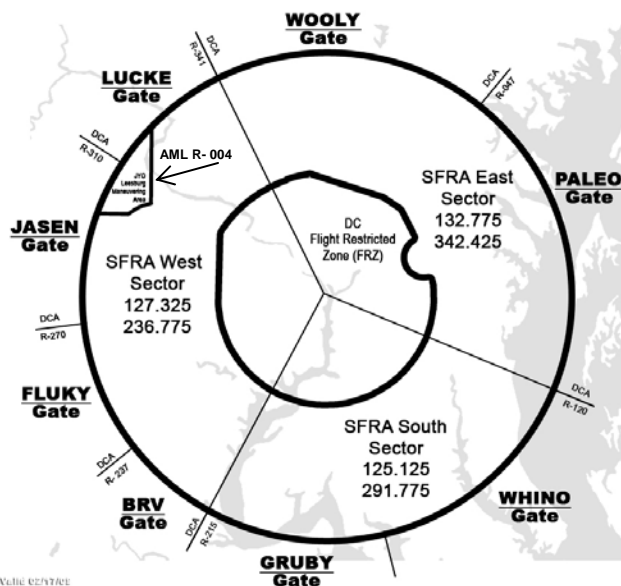 WOOLY
Gate
DCA
R-341
LUCKE
Gate
DCA
R-047
DCA
R-310
AML R- 004
JYO
Leesburg
Maneuvering
Area
SFRA East
Sector
132.775
342.425
PALEO
Gate
DC
Flight Restricted
Zone (FRZ)
JASEN
Gate
SFRA West
Sector
127.325
236.775
DCA
R-270
FLUKY
Gate
DCA
R-120
SFRA South
Sector
125.125
291.775
DCA
R- 237
WHINO
Gate
BRV
Gate
DCA
R-215
GRUBY
Gate